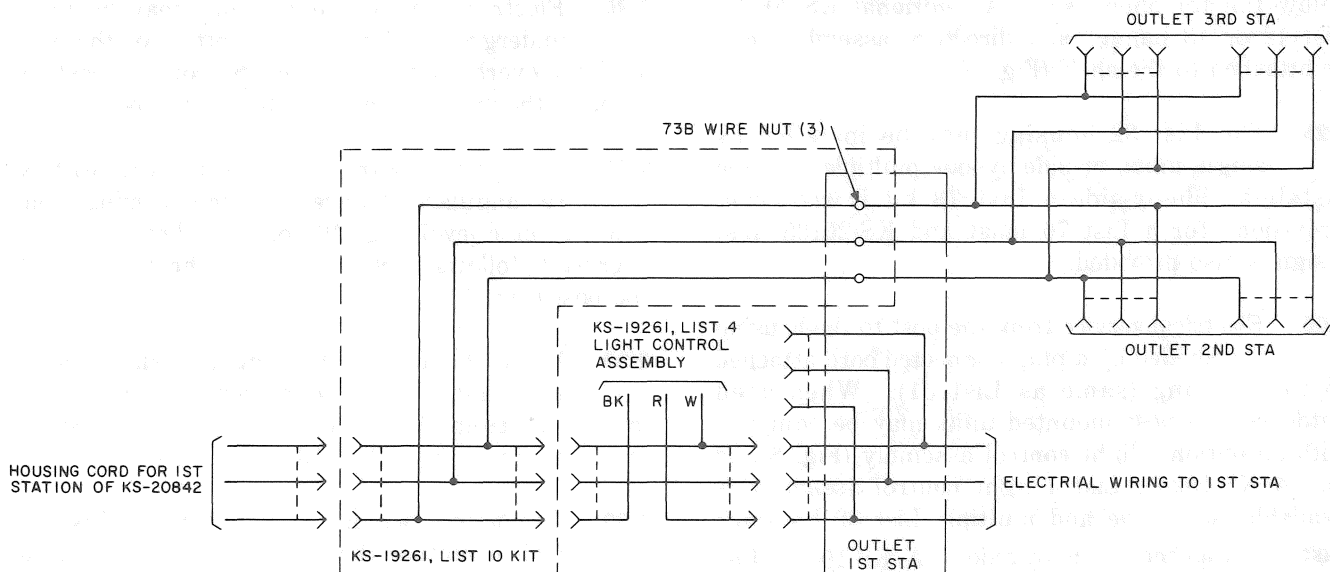 OUTLET 3RD STA
73B WIRE NUT (3)
KS-19261, LIST 4
LIGHT CONTROL
ASSEMBLY
BK R W
OUTLET 2ND STA
HOUSING CORD FOR 1ST
STATION OF KS-20842
ELECTRIAL WIRING TO 1ST STA
KS-19261, LIST 10 KIT
OUTLET
1ST STA